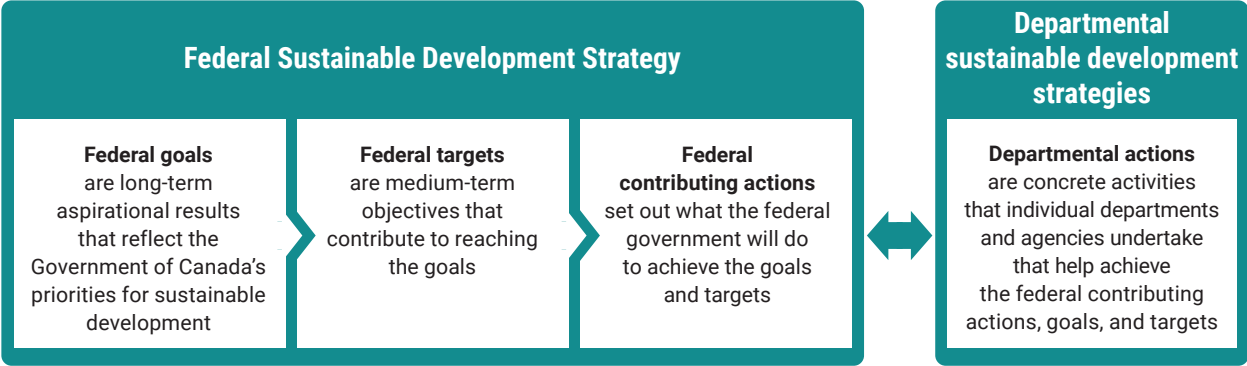 Federal Sustainable Development Strategy
Federal goals
are long-term
aspirational results
that reflect the
Government of Canada’s
priorities for sustainable
development
Federal targets
are medium-term
objectives that
contribute to reaching
the goals
Federal
contributing actions
set out what the federal
government will do
to achieve the goals
and targets
Departmental
sustainable development
strategies
Departmental actions
are concrete activities
that individual departments
and agencies undertake
that help achieve
the federal contributing
actions, goals, and targets